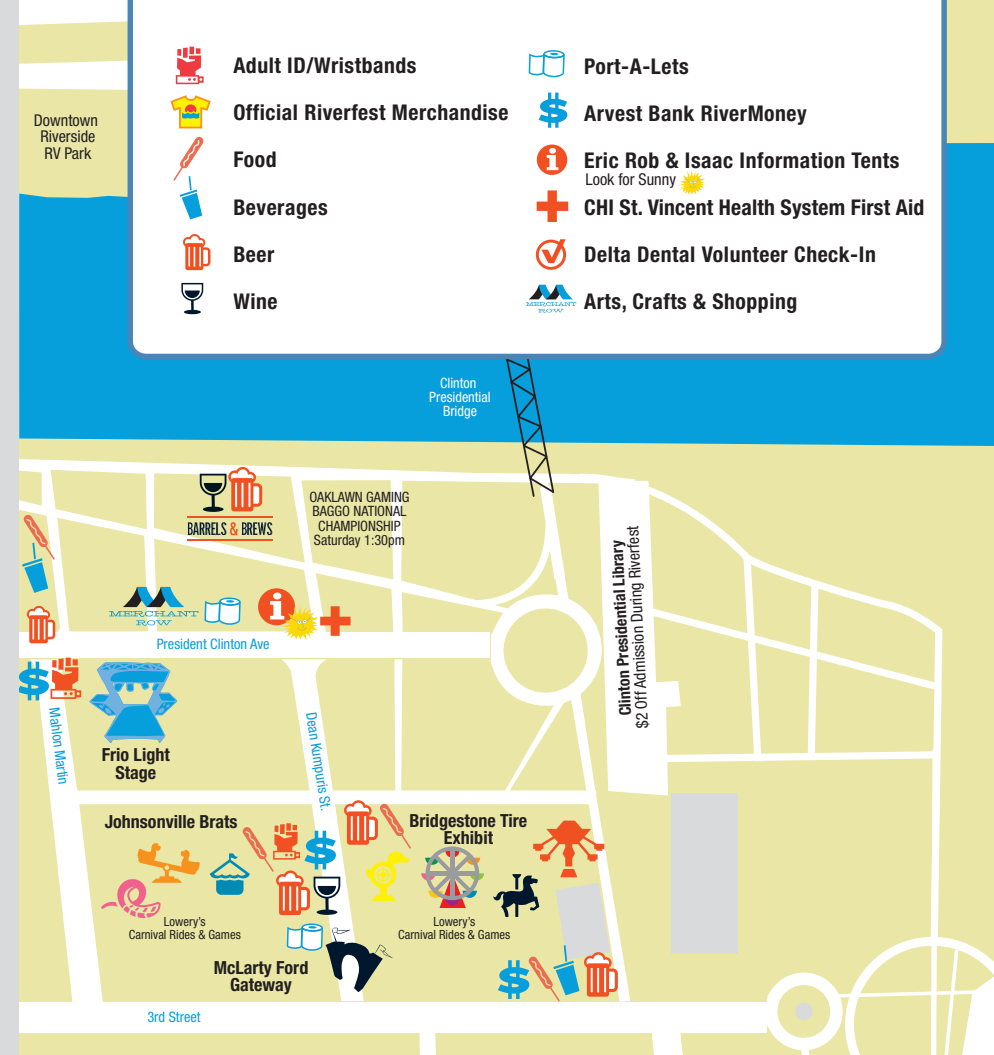 Adult ID/Wristbands
Official Riverfest Merchandise
Food
Beverages
Beer
Wine
Port-A-Lets
$ Arvest Bank RiverMoney
i Eric Rob & Isaac Information Tents
Look for Sunny
CHI St. Vincent Health System First Aid
Delta Dental Volunteer Check-In
MERCHANT
ROW
Arts, Crafts & Shopping
Downtown
Riverside
RV Park
Clinton
Presidential
Bridge
BARRELS & BREWS
OAKLAWN GAMING
BAGGO NATIONAL
CHAMPIONSHIP
Saturday 1:30pm
Clinton Presidential Library
$2 Off Admission During Riverfest
MERCHANT
ROW
i
President Clinton Ave
$
Mahlon Martin
Frio Light
Stage
Dean Kumpuris St.
Johnsonville Brats
$
Bridgestone Tire
Exhibit
Lowery's
Carnival Rides & Games
Lowery's
Carnival Rides & Games
McLarty Ford
Gateway
$
3rd Street